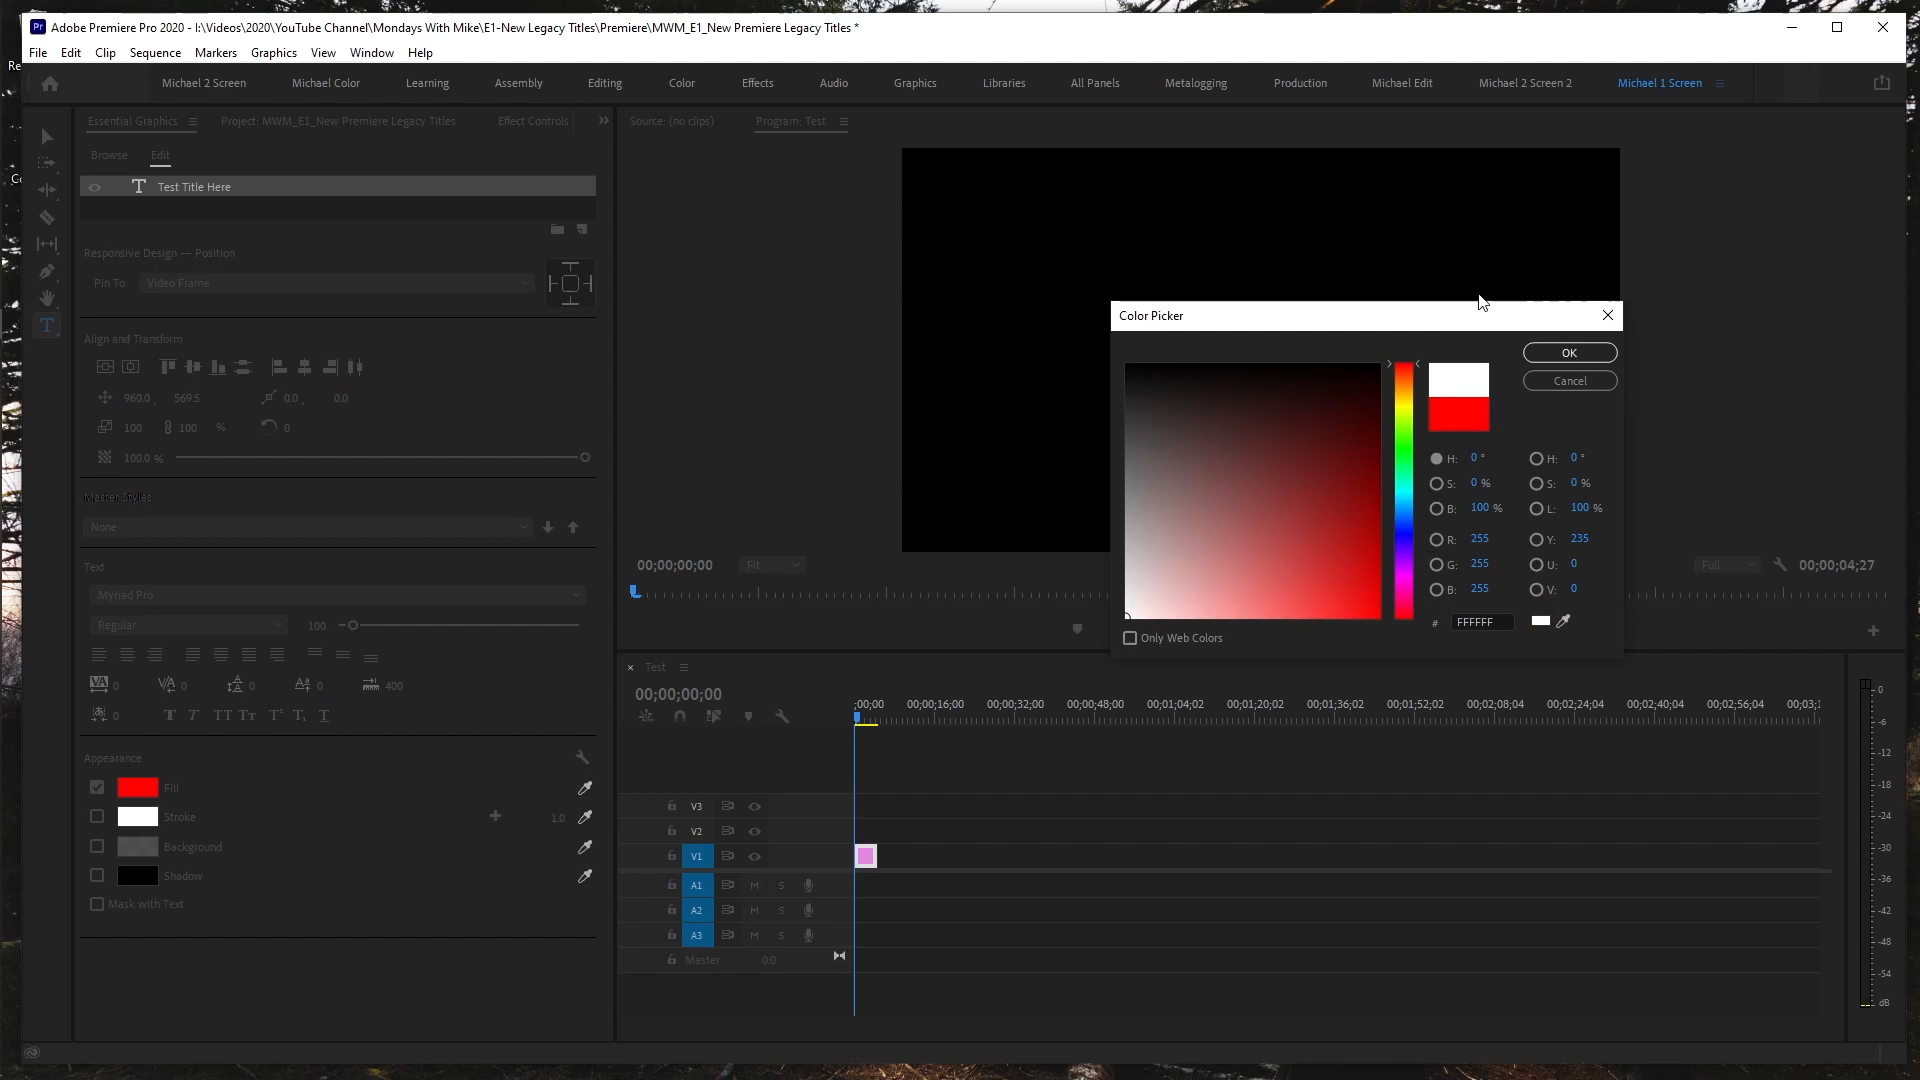 Adobe Premiere Pro 2020 - I:\Videos\2020\YouTube Channel\Mondays With Mike\E1-New Legacy Titles\Premiere\MWM_E1_New Premiere Legacy Titles *
File Edit Clip Sequence Markers Graphics View Window Help
Michael 2 Screen Michael Color Learning Assembly Editing Color Effects Audio Graphics Libraries All Panels Metalogging Production Michael Edit Michael 2 Screen 2 Michael 1 Screen
Essential Graphics Project: MWM_E1_New Premiere Legacy Titles Effect Controls Source: (no clips) Program: Test
Browse Edit
Test Title Here
Responsive Design — Position
Pin To: Video Frame
Color Picker
Align and Transform
OK
Cancel
960.0 , 569.5 0.0 , 0.0
100 100 % 0
100.0 %
H: 0 ° H: 0 °
S: 0 % S: 0 %
B: 100 % L: 100 %
R: 255 Y: 235
G: 255 U: 0
B: 255 V: 0
# FFFFFF
Only Web Colors
Master Styles
None
Text
Myriad Pro
Regular 100
0 0 0 0 400
0 T T TT Tт T¹ T₁ T
00;00;00;00 Fit Full 00;00;04;27
Appearance
Fill
Stroke 1.0
Background
Shadow
Mask with Text
× Test
00;00;00;00
;00;00 00;00;16;00 00;00;32;00 00;00;48;00 00;01;04;02 00;01;20;02 00;01;36;02 00;01;52;02 00;02;08;04 00;02;24;04 00;02;40;04 00;02;56;04 00;03;1
V3
V2
V1
A1 M S
A2 M S
A3 M S
Master 0.0
0
-6
-12
-18
-24
-30
-36
-42
-48
-54
dB